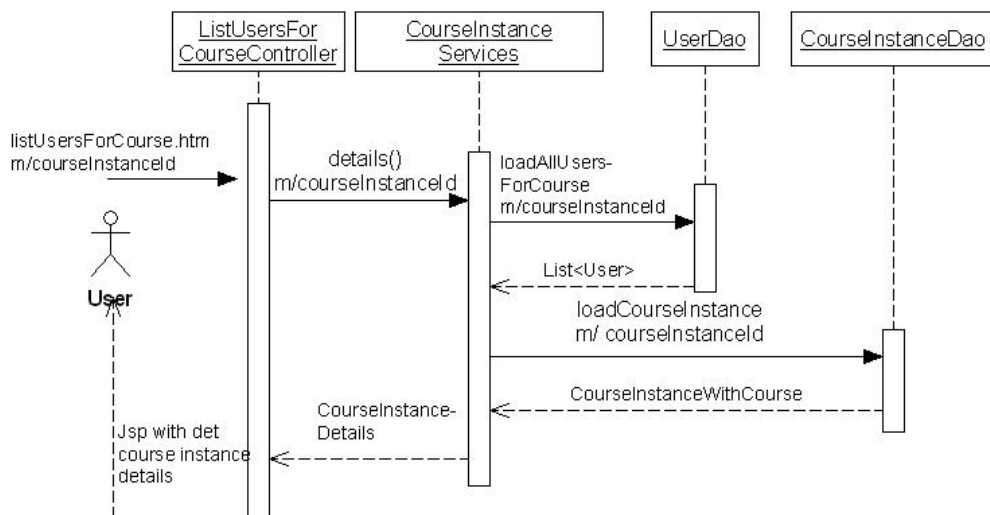 ListUsersFor
CourseController
CourseInstance
Services
UserDao
CourseInstanceDao
listUsersForCourse.htm
m/courseInstanceId
details()
m/courseInstanceId
loadAllUsers-
ForCourse
m/courseInstanceId
User
List<User>
loadCourseInstance
m/ courseInstanceId
CourseInstanceWithCourse
CourseInstance-
Details
Jsp with det
course instance
details